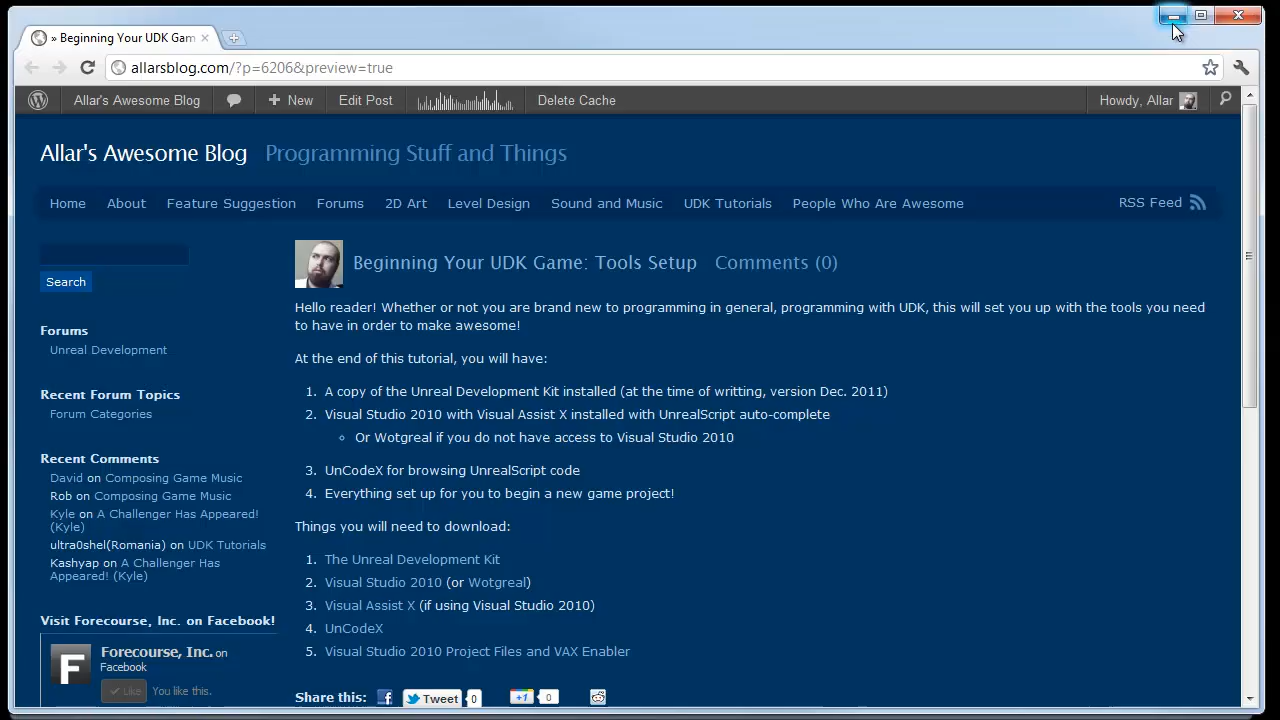 » Beginning Your UDK Gam
allarsblog.com/?p=6206&preview=true
Allar's Awesome Blog
New
Edit Post
Delete Cache
Howdy, Allar
Allar's Awesome Blog Programming Stuff and Things
Home About Feature Suggestion Forums 2D Art Level Design Sound and Music UDK Tutorials People Who Are Awesome RSS Feed
Search
Forums
Unreal Development
Recent Forum Topics
Forum Categories
Recent Comments
David on Composing Game Music
Rob on Composing Game Music
Kyle on A Challenger Has Appeared!
(Kyle)
ultra0shel(Romania) on UDK Tutorials
Kashyap on A Challenger Has
Appeared! (Kyle)
Visit Forecourse, Inc. on Facebook!
F
Forecourse, Inc. on
Facebook
Like You like this.
Beginning Your UDK Game: Tools Setup Comments (0)
Hello reader! Whether or not you are brand new to programming in general, programming with UDK, this will set you up with the tools you need
to have in order to make awesome!
At the end of this tutorial, you will have:
1. A copy of the Unreal Development Kit installed (at the time of writting, version Dec. 2011)
2. Visual Studio 2010 with Visual Assist X installed with UnrealScript auto-complete
Or Wotgreal if you do not have access to Visual Studio 2010
3. UnCodeX for browsing UnrealScript code
4. Everything set up for you to begin a new game project!
Things you will need to download:
1. The Unreal Development Kit
2. Visual Studio 2010 (or Wotgreal)
3. Visual Assist X (if using Visual Studio 2010)
4. UnCodeX
5. Visual Studio 2010 Project Files and VAX Enabler
Share this: Tweet 0 +1 0